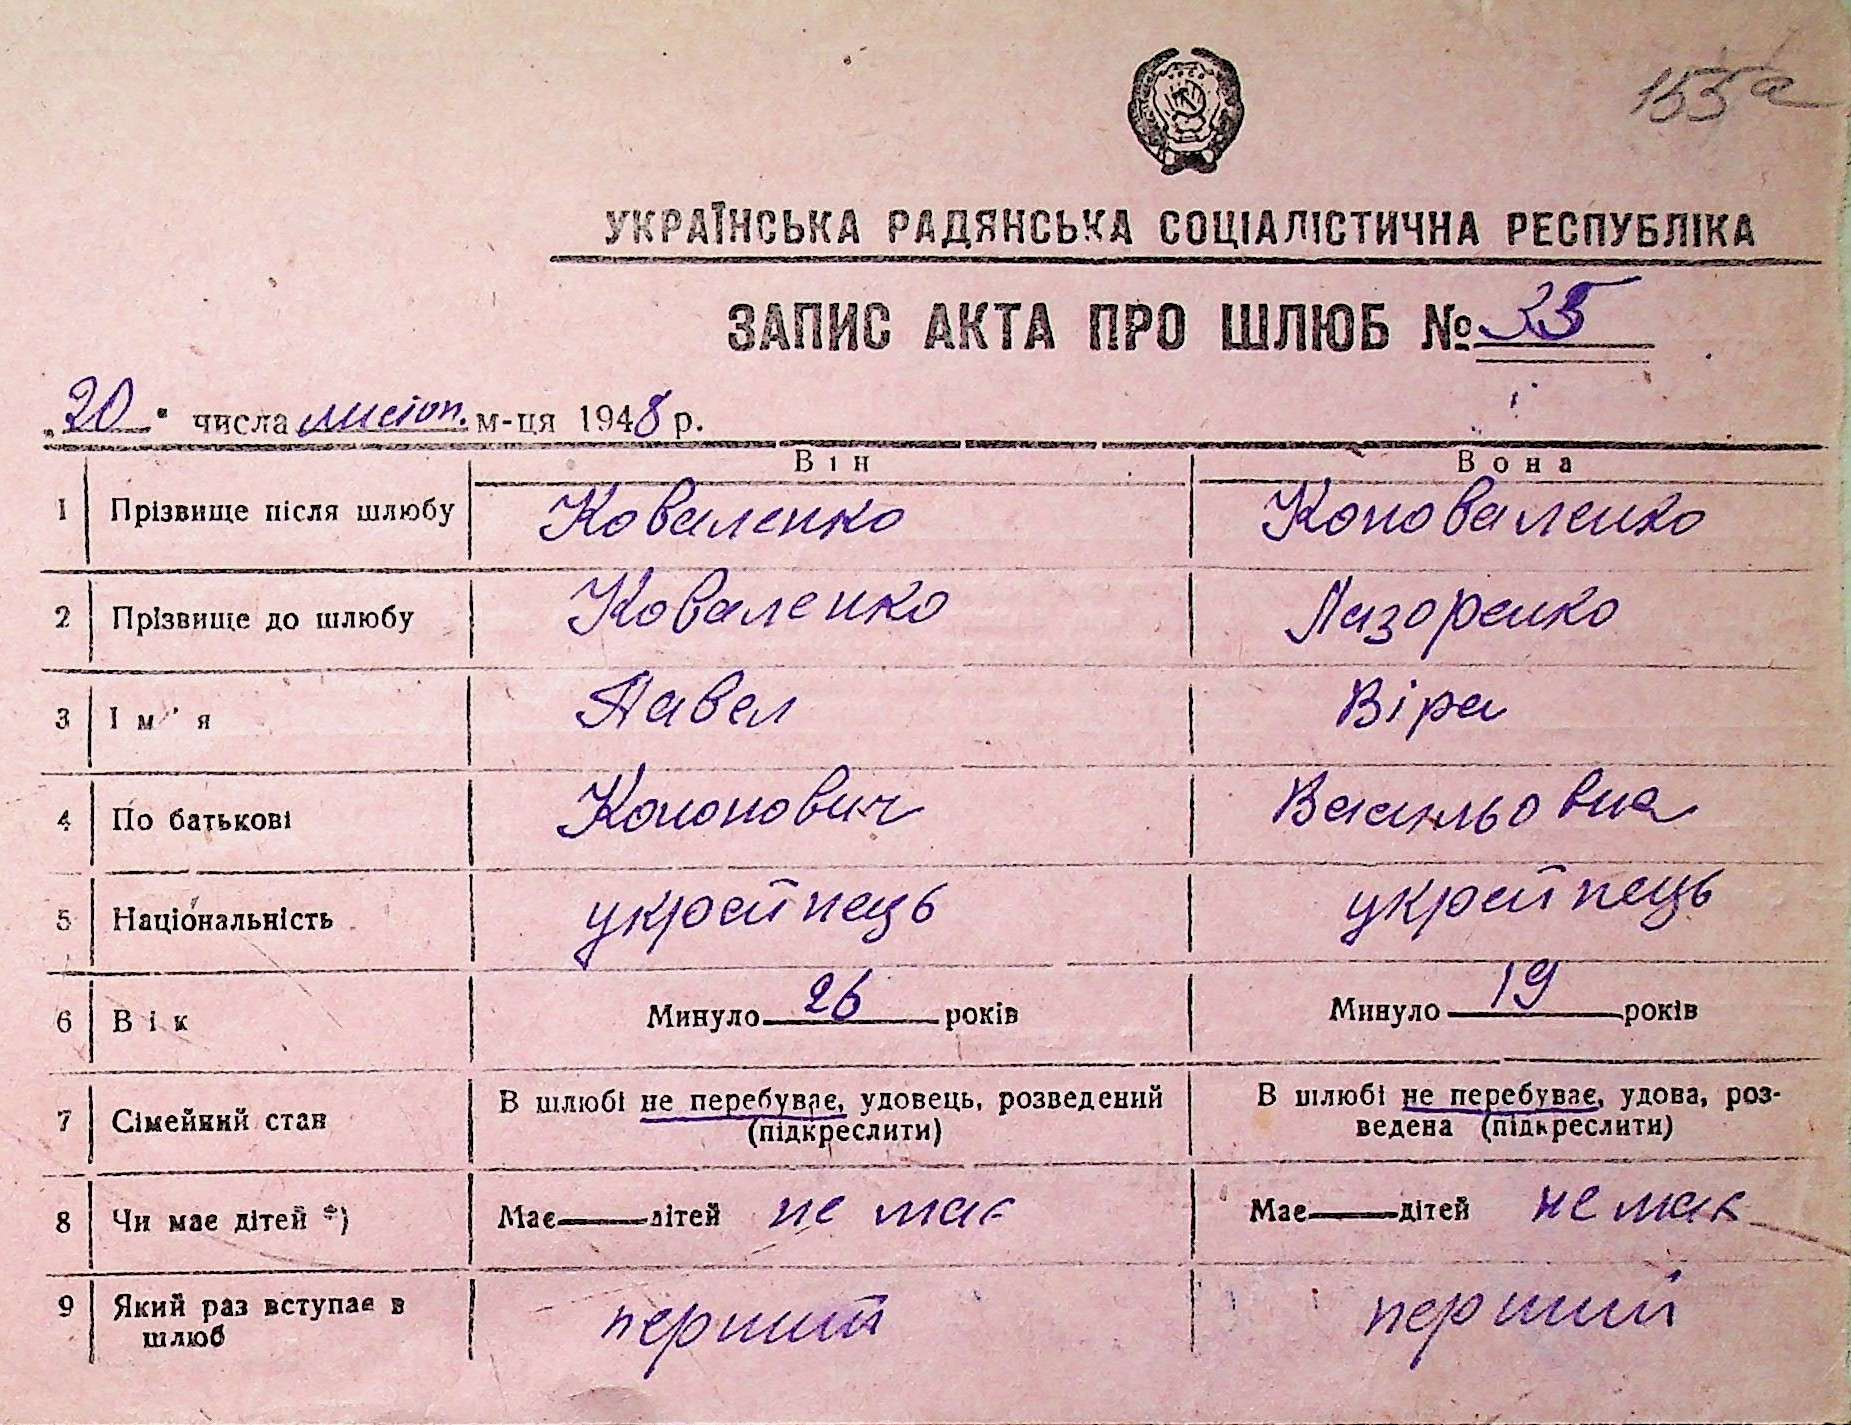 155а
УКРАЇНСЬКА РАДЯНСЬКА СОЦІАЛІСТИЧНА РЕСПУБЛІКА
ЗАПИС АКТА ПРО ШЛЮБ № 35
„20" числа листоп. м-ця 1948 р.
Він Вона
1 Прізвище після шлюбу Коваленко Коноваленко
2 Прізвище до шлюбу Коваленко Лазоренко
3 Ім'я Павел Віра
4 По батькові Кононович Васильовна
5 Національність українець українець
6 Вік Минуло 26 років Минуло 19 років
7 Сімейний стан В шлюбі не перебуває, удовець, розведений (підкреслити) В шлюбі не перебуває, удова, роз-
ведена (підкреслити)
8 Чи має дітей *) Має — дітей не має Має — дітей не має
9 Який раз вступає в
шлюб перший перший